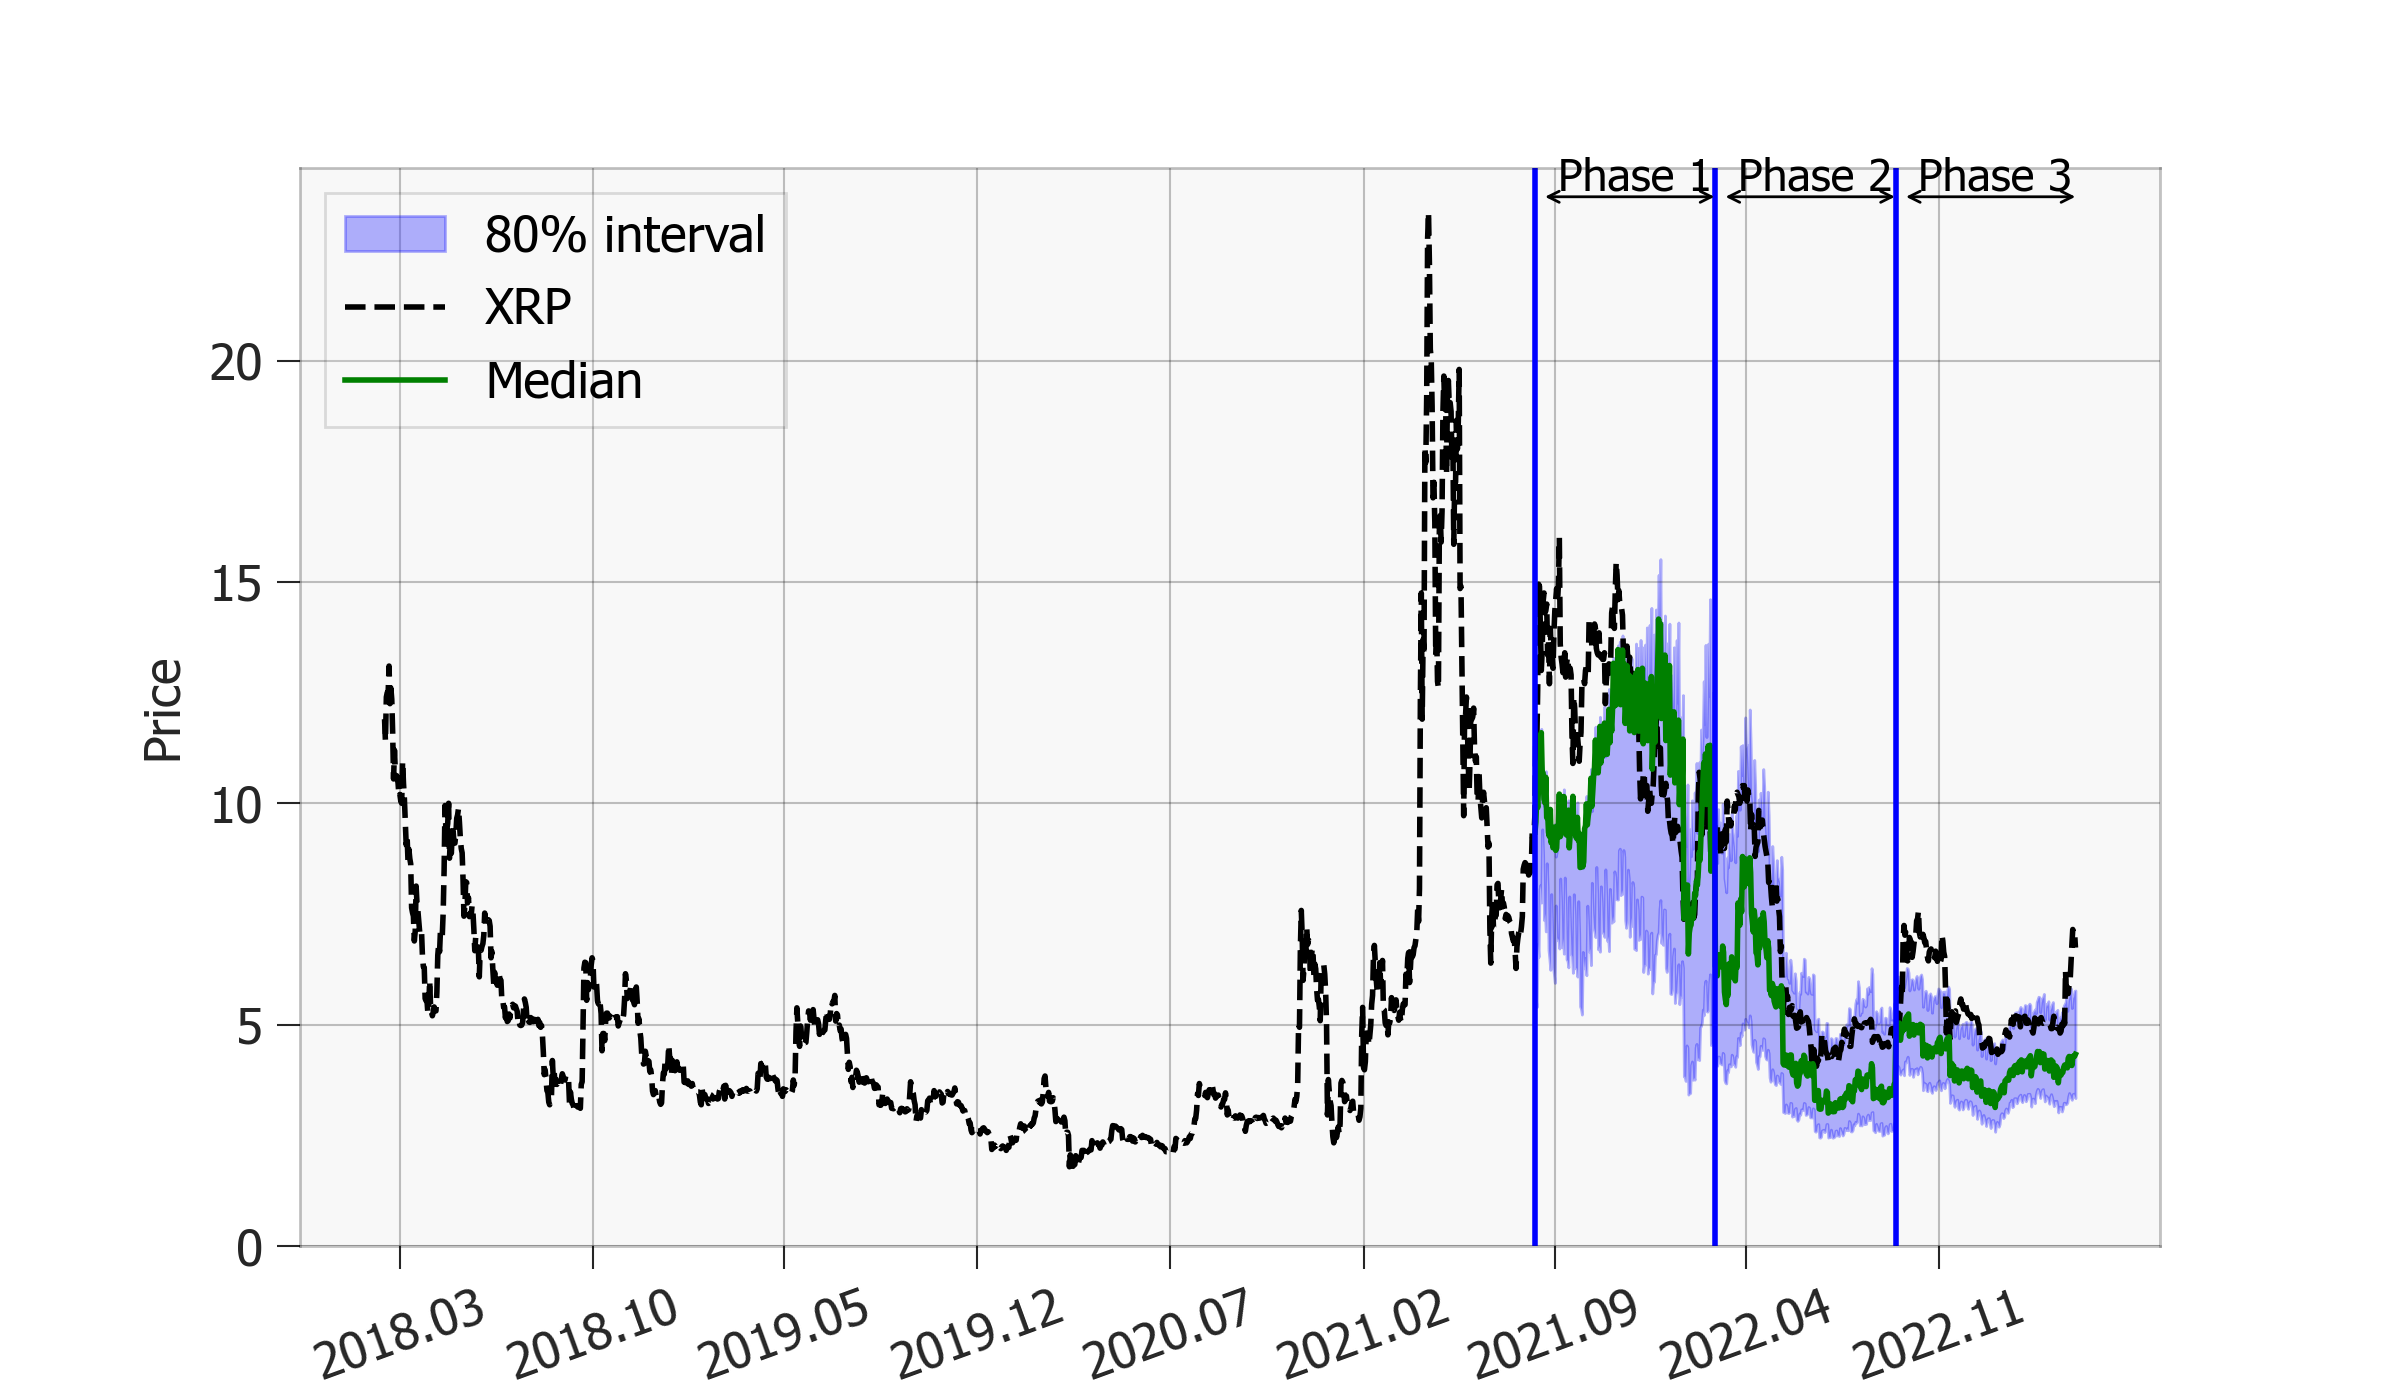 Phase 1
Phase 2
Phase 3
80% interval
XRP
Median
Price
20
15
10
5
0
2018.03
2018.10
2019.05
2019.12
2020.07
2021.02
2021.09
2022.04
2022.11